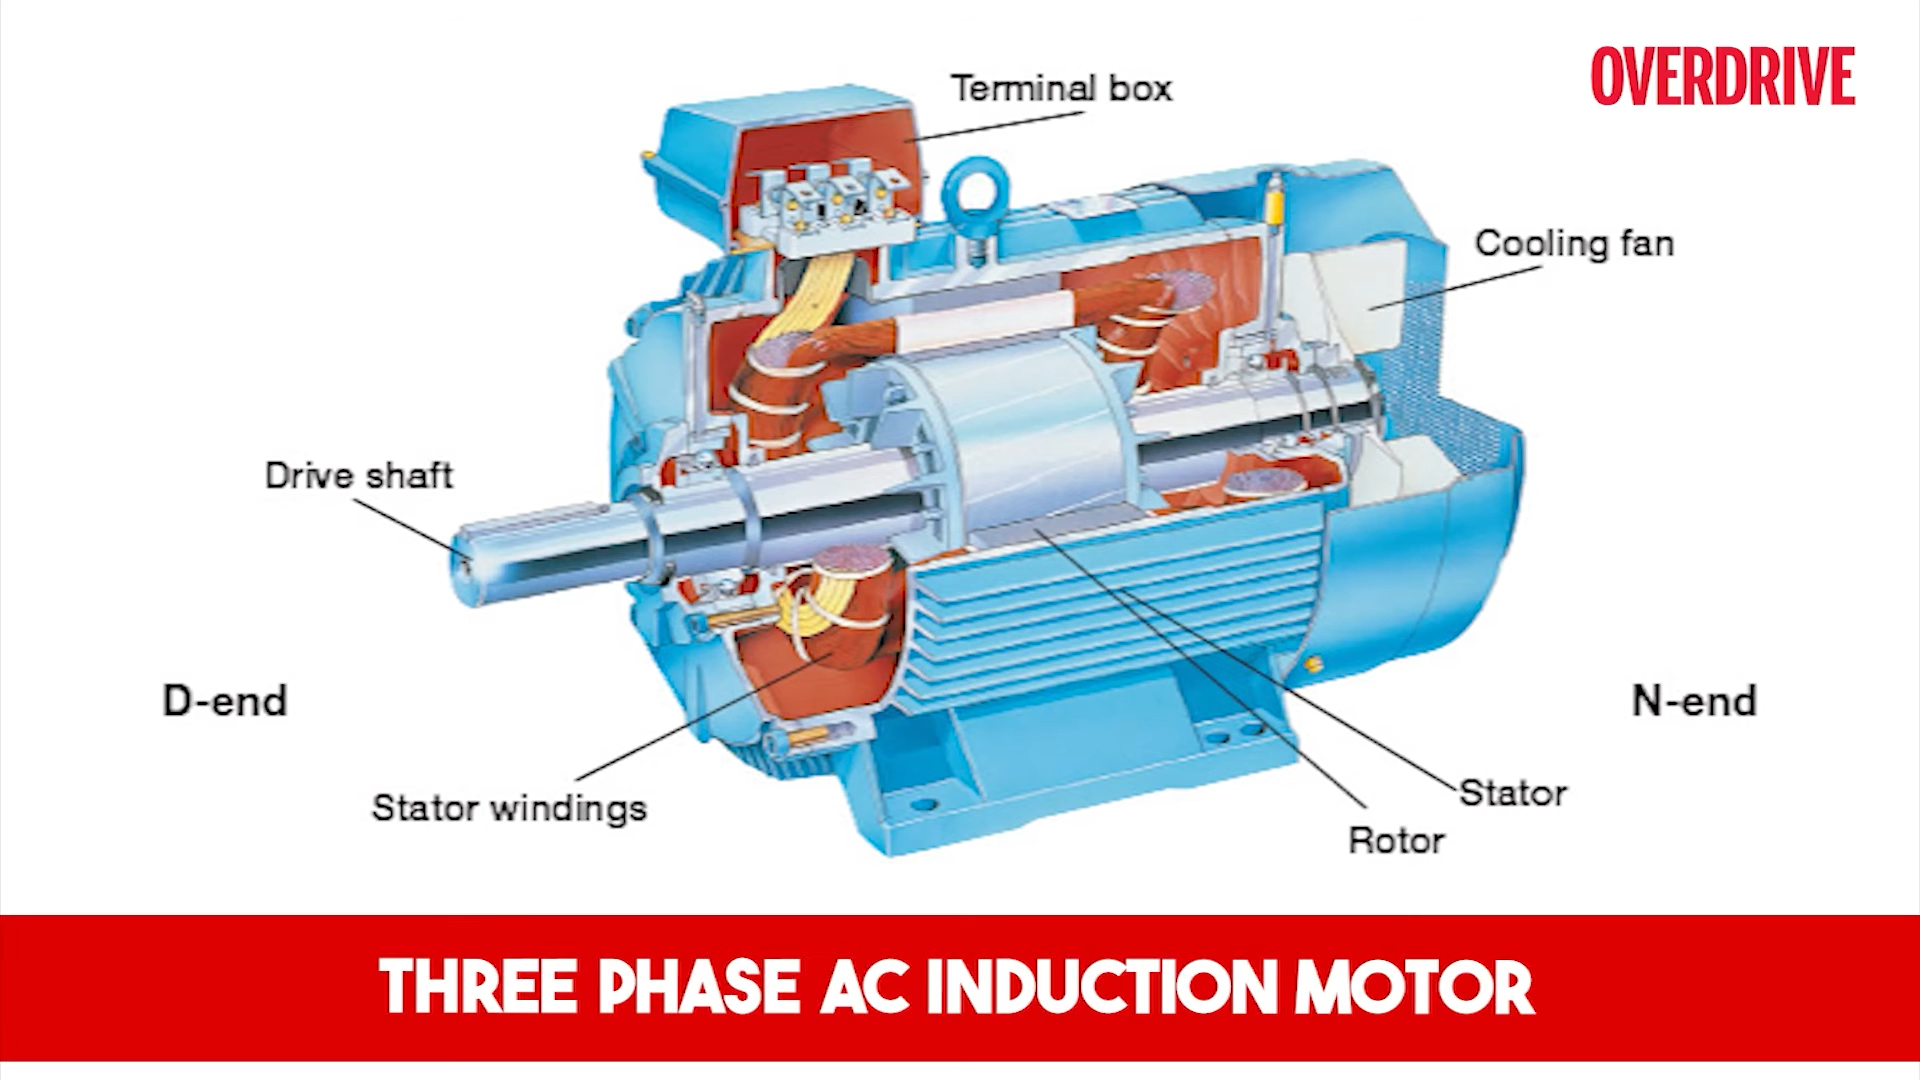 OVERDRIVE
Terminal box
Cooling fan
Drive shaft
D-end
N-end
Stator windings
Stator
Rotor
THREE PHASE AC INDUCTION MOTOR